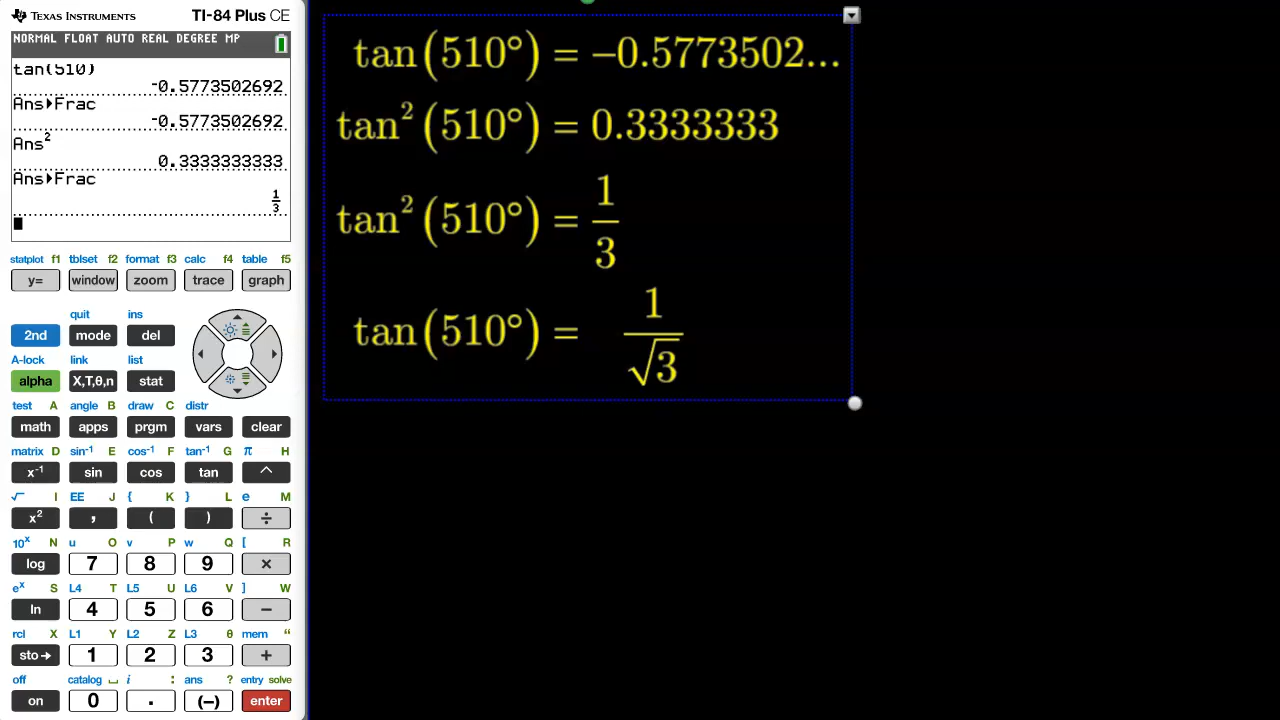 TEXAS INSTRUMENTS TI-84 Plus CE
NORMAL FLOAT AUTO REAL DEGREE MP
tan(510)
-0.5773502692
Ans▸Frac
-0.5773502692
Ans²
0.3333333333
Ans▸Frac
1/3
statplot f1 tblset f2 format f3 calc f4 table f5
y= window zoom trace graph
quit ins
2nd mode del
A-lock link list
alpha X,T,θ,n stat
test A angle B draw C distr
math apps prgm vars clear
matrix D sin⁻¹ E cos⁻¹ F tan⁻¹ G π H
x⁻¹ sin cos tan ^
√ I EE J { K } L e M
x² , ( ) ÷
10ˣ N u O v P w Q [ R
log 7 8 9 ×
eˣ S L4 T L5 U L6 V ] W
ln 4 5 6 −
rcl X L1 Y L2 Z L3 θ mem “
sto→ 1 2 3 +
off catalog ⎵ i : ans ? entry solve
on 0 . (−) enter
tan(510°) = −0.5773502...
tan²(510°) = 0.3333333
tan²(510°) = 1/3
tan(510°) = 1/√3